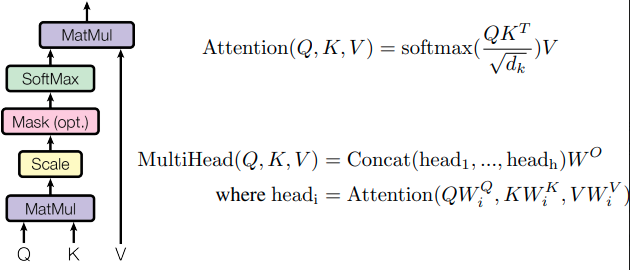 MatMul
SoftMax
Mask (opt.)
Scale
MatMul
Q K V
Attention(Q, K, V) = softmax(QK^T / √d_k)V
MultiHead(Q, K, V) = Concat(head_1, ..., head_h)W^O
where head_i = Attention(QW_i^Q, KW_i^K, VW_i^V)